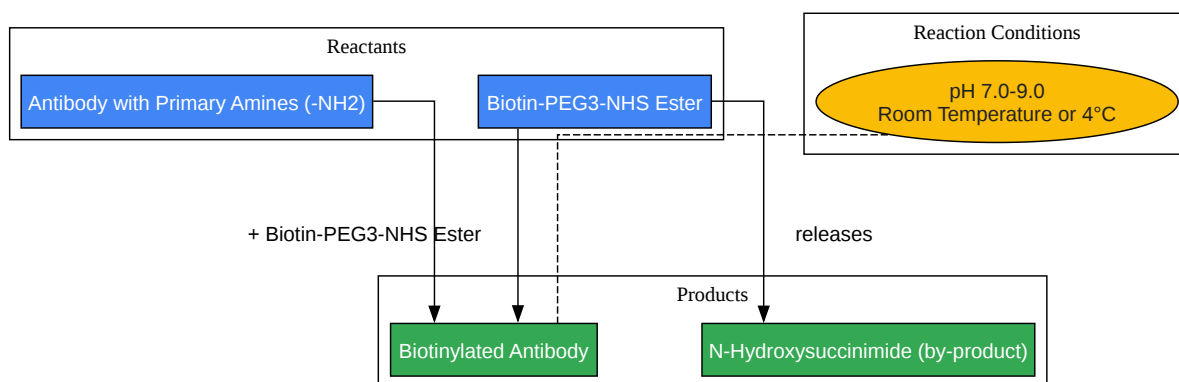 Reactants
Reaction Conditions
Antibody with Primary Amines (-NH2)
Biotin-PEG3-NHS Ester
pH 7.0-9.0
Room Temperature or 4°C
+ Biotin-PEG3-NHS Ester
releases
Products
Biotinylated Antibody
N-Hydroxysuccinimide (by-product)